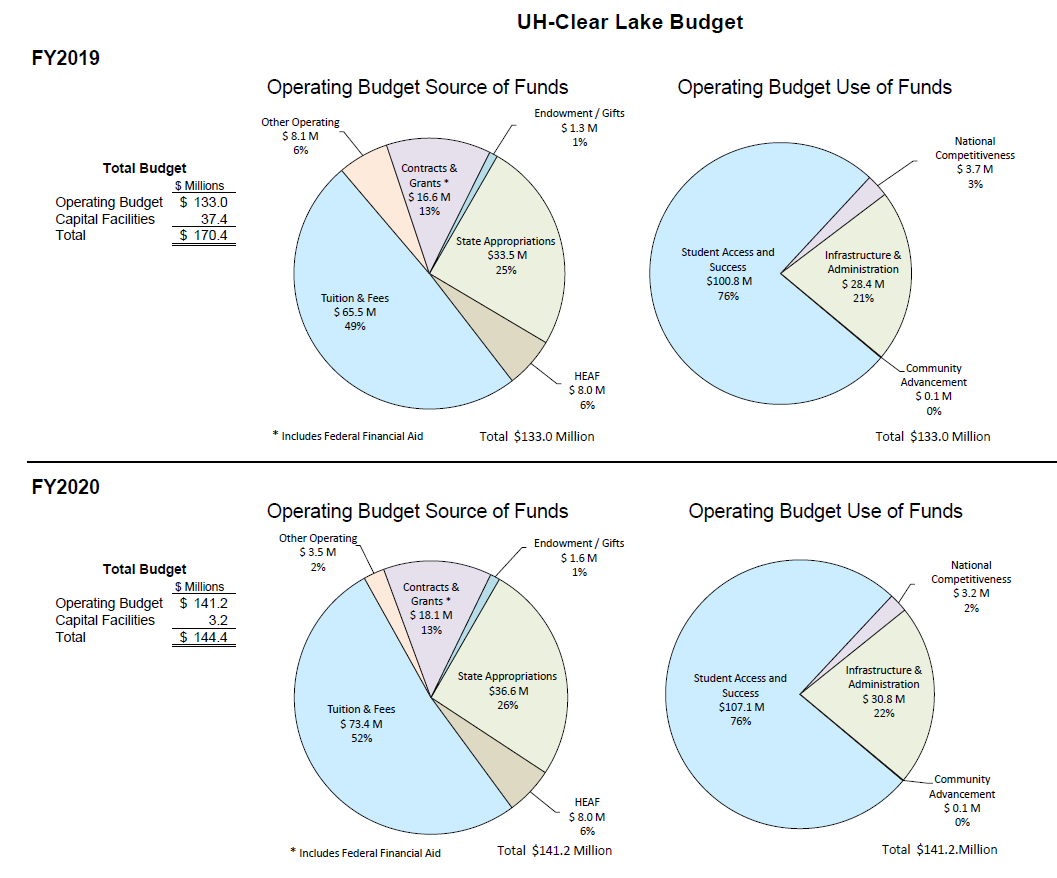 UH-Clear Lake Budget
FY2019
Operating Budget Source of Funds
Operating Budget Use of Funds
Total Budget
$ Millions
Operating Budget $ 133.0
Capital Facilities 37.4
Total $ 170.4
Other Operating
$ 8.1 M
6%
Contracts &
Grants *
$ 16.6 M
13%
Endowment / Gifts
$ 1.3 M
1%
State Appropriations
$33.5 M
25%
Tuition & Fees
$ 65.5 M
49%
HEAF
$ 8.0 M
6%
* Includes Federal Financial Aid
Total $133.0 Million
National
Competitiveness
$ 3.7 M
3%
Student Access and
Success
$100.8 M
76%
Infrastructure &
Administration
$ 28.4 M
21%
Community
Advancement
$ 0.1 M
0%
Total $133.0 Million
FY2020
Operating Budget Source of Funds
Operating Budget Use of Funds
Total Budget
$ Millions
Operating Budget $ 141.2
Capital Facilities 3.2
Total $ 144.4
Other Operating
$ 3.5 M
2%
Contracts &
Grants *
$ 18.1 M
13%
Endowment / Gifts
$ 1.6 M
1%
State Appropriations
$36.6 M
26%
Tuition & Fees
$ 73.4 M
52%
HEAF
$ 8.0 M
6%
* Includes Federal Financial Aid
Total $141.2 Million
National
Competitiveness
$ 3.2 M
2%
Student Access and
Success
$107.1 M
76%
Infrastructure &
Administration
$ 30.8 M
22%
Community
Advancement
$ 0.1 M
0%
Total $141.2.Million